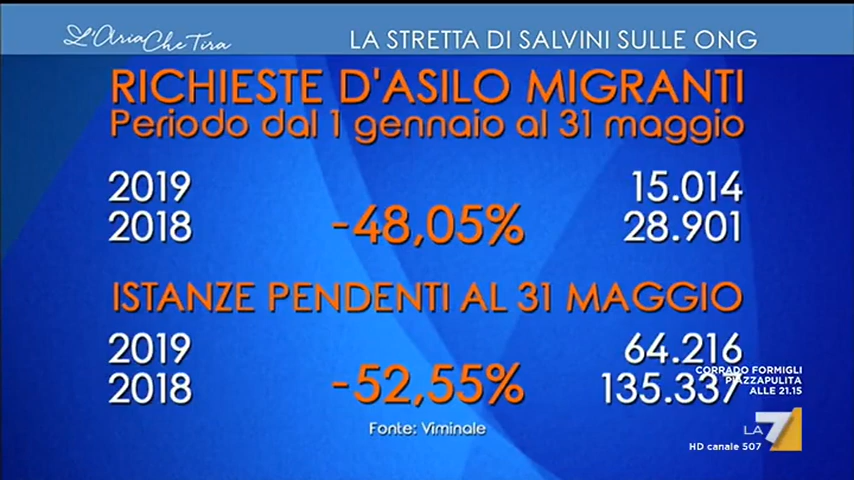 L'Aria Che Tira
LA STRETTA DI SALVINI SULLE ONG
RICHIESTE D'ASILO MIGRANTI
Periodo dal 1 gennaio al 31 maggio
2019 15.014
-48,05%
2018 28.901
ISTANZE PENDENTI AL 31 MAGGIO
2019 64.216
-52,55%
2018 135.337
CORRADO FORMIGLI
PIAZZAPULITA
ALLE 21.15
Fonte: Viminale
LA7
HD canale 507